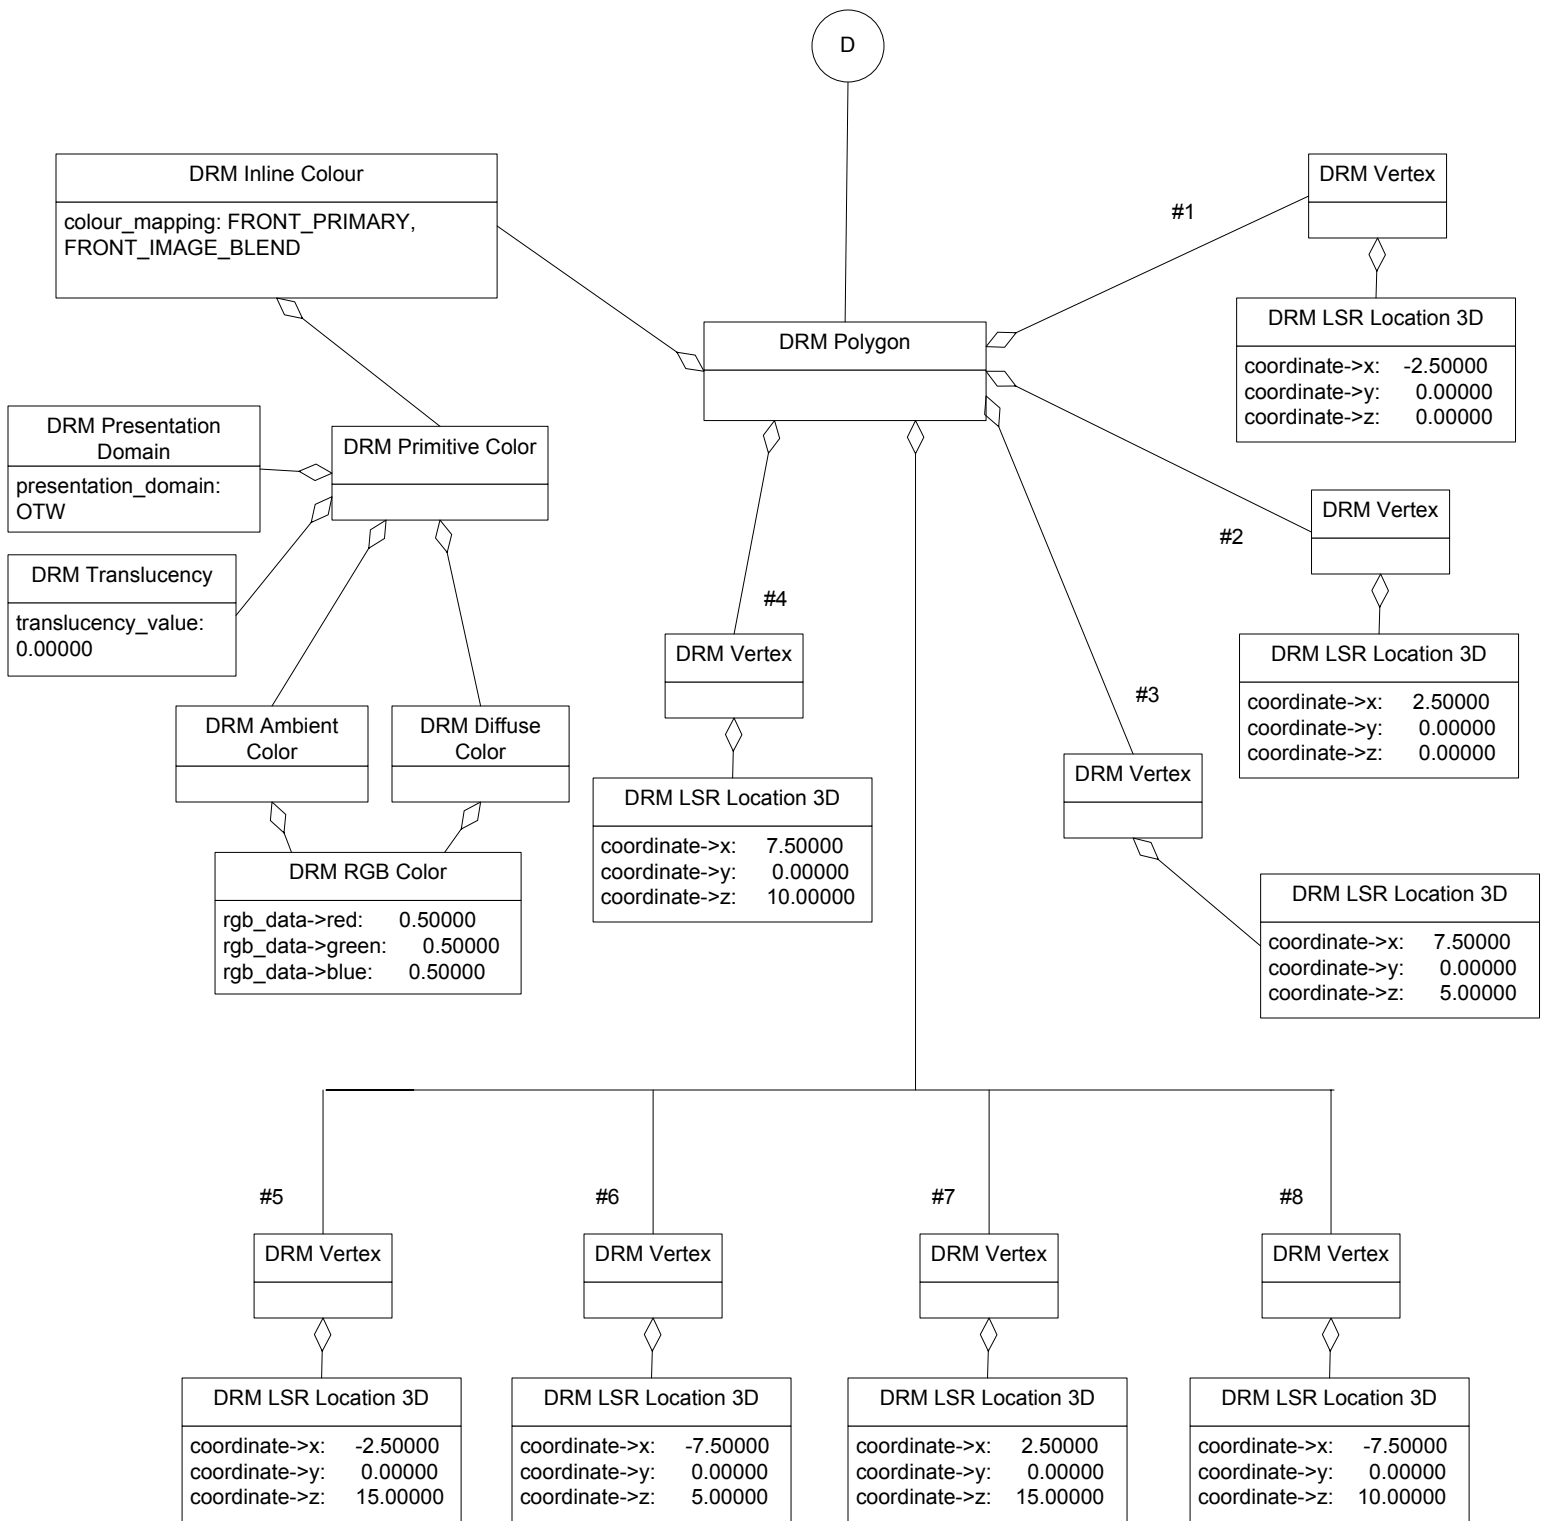 D
DRM Inline Colour
colour_mapping: FRONT_PRIMARY,
FRONT_IMAGE_BLEND
DRM Vertex
#1
DRM LSR Location 3D
coordinate->x: -2.50000
coordinate->y: 0.00000
coordinate->z: 0.00000
DRM Polygon
DRM Presentation
Domain
presentation_domain:
OTW
DRM Primitive Color
DRM Vertex
#2
DRM LSR Location 3D
coordinate->x: 2.50000
coordinate->y: 0.00000
coordinate->z: 0.00000
DRM Translucency
translucency_value:
0.00000
#4
DRM Vertex
DRM LSR Location 3D
coordinate->x: 7.50000
coordinate->y: 0.00000
coordinate->z: 10.00000
#3
DRM Vertex
DRM LSR Location 3D
coordinate->x: 7.50000
coordinate->y: 0.00000
coordinate->z: 5.00000
DRM Ambient
Color
DRM Diffuse
Color
DRM RGB Color
rgb_data->red: 0.50000
rgb_data->green: 0.50000
rgb_data->blue: 0.50000
#5
DRM Vertex
DRM LSR Location 3D
coordinate->x: -2.50000
coordinate->y: 0.00000
coordinate->z: 15.00000
#6
DRM Vertex
DRM LSR Location 3D
coordinate->x: -7.50000
coordinate->y: 0.00000
coordinate->z: 5.00000
#7
DRM Vertex
DRM LSR Location 3D
coordinate->x: 2.50000
coordinate->y: 0.00000
coordinate->z: 15.00000
#8
DRM Vertex
DRM LSR Location 3D
coordinate->x: -7.50000
coordinate->y: 0.00000
coordinate->z: 10.00000